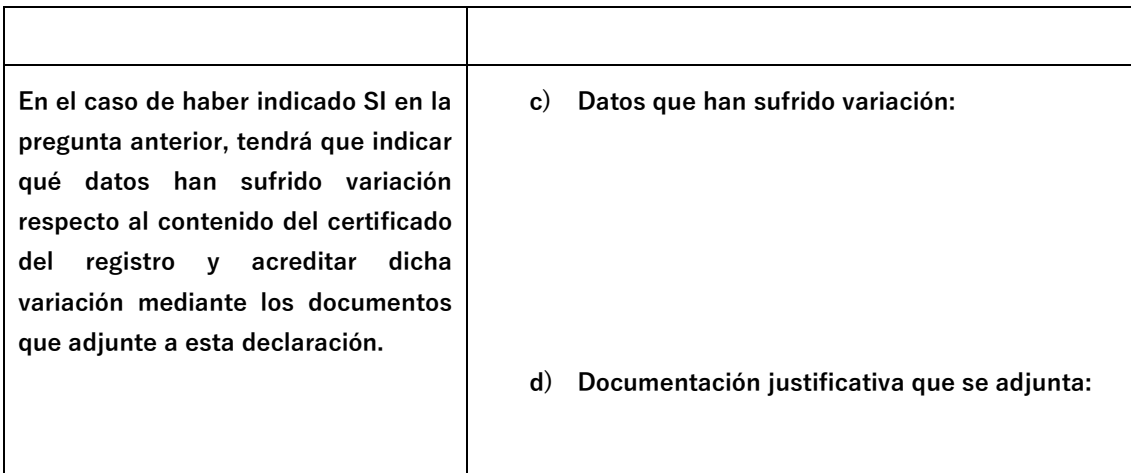 En el caso de haber indicado SI en la
pregunta anterior, tendrá que indicar
qué datos han sufrido variación
respecto al contenido del certificado
del registro y acreditar dicha
variación mediante los documentos
que adjunte a esta declaración.
c) Datos que han sufrido variación:
d) Documentación justificativa que se adjunta: